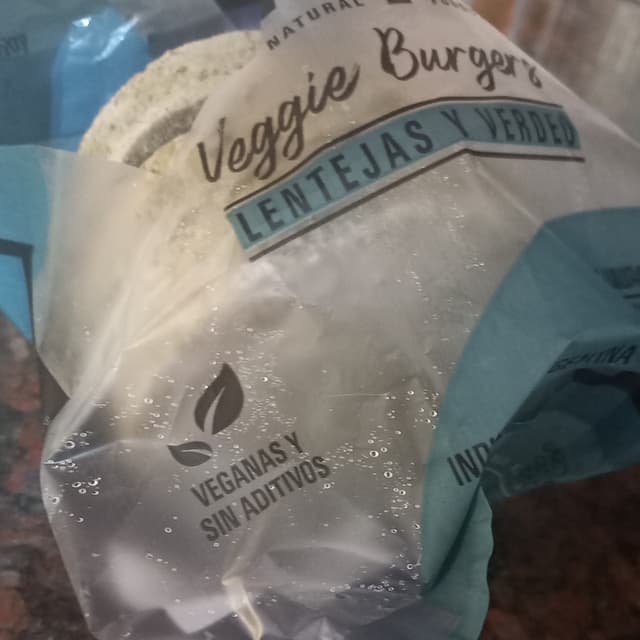 NATURAL
Veggie Burgers
LENTEJAS Y VERDEO
VEGANAS Y
SIN ADITIVOS